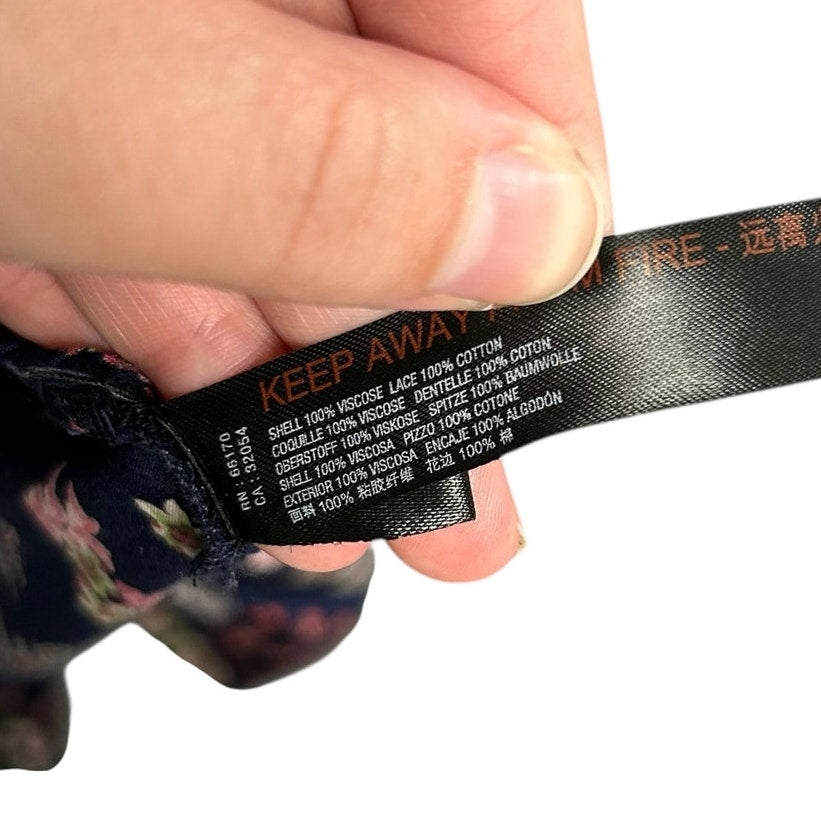 KEEP AWAY FROM FIRE - 远离火
RN : 66170
CA : 32054
SHELL 100% VISCOSE LACE 100% COTTON
COQUILLE 100% VISCOSE DENTELLE 100% COTON
OBERSTOFF 100% VISKOSE SPITZE 100% BAUMWOLLE
SHELL 100% VISCOSA PIZZO 100% COTONE
EXTERIOR 100% VISCOSA ENCAJE 100% ALGODÓN
面料 100% 粘胶纤维 花边 100% 棉